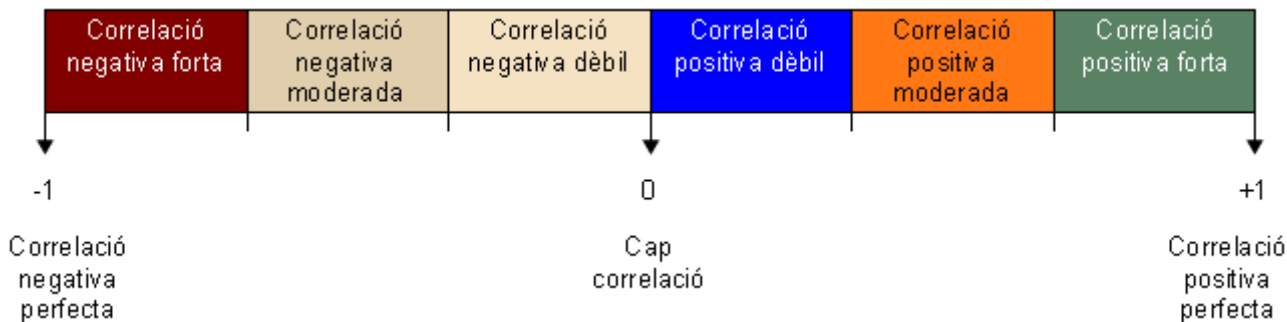 Correlació
negativa forta
Correlació
negativa
moderada
Correlació
negativa dèbil
Correlació
positiva dèbil
Correlació
positiva
moderada
Correlació
positiva forta
-1
0
+1
Correlació
negativa
perfecta
Cap
correlació
Correlació
positiva
perfecta